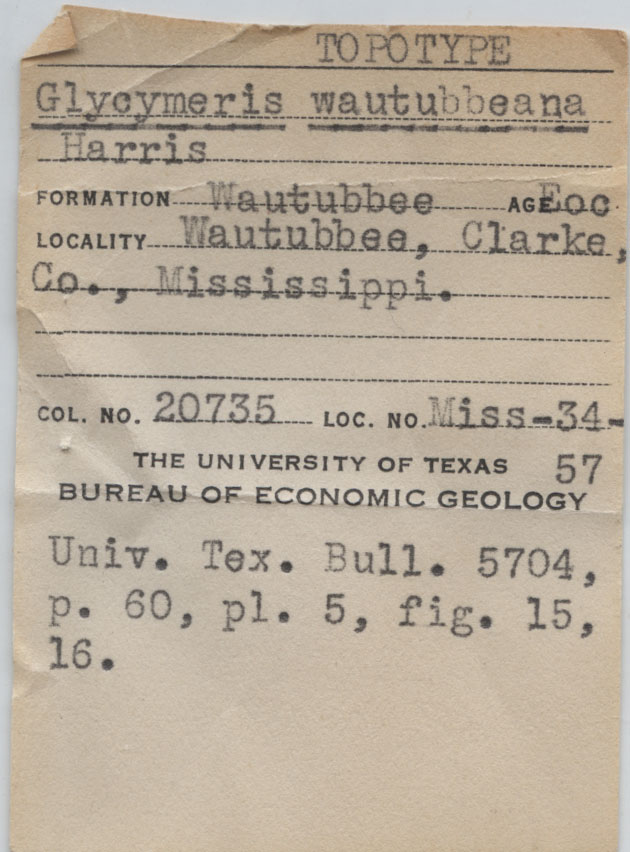 TOPOTYPE
Glycymeris wautubbeana
Harris
FORMATION Wautubbee AGE Eoc
LOCALITY Wautubbee, Clarke,
Co., Mississippi.
COL. NO. 20735 LOC. NO. Miss-34-
THE UNIVERSITY OF TEXAS 57
BUREAU OF ECONOMIC GEOLOGY
Univ. Tex. Bull. 5704,
p. 60, pl. 5, fig. 15,
16.